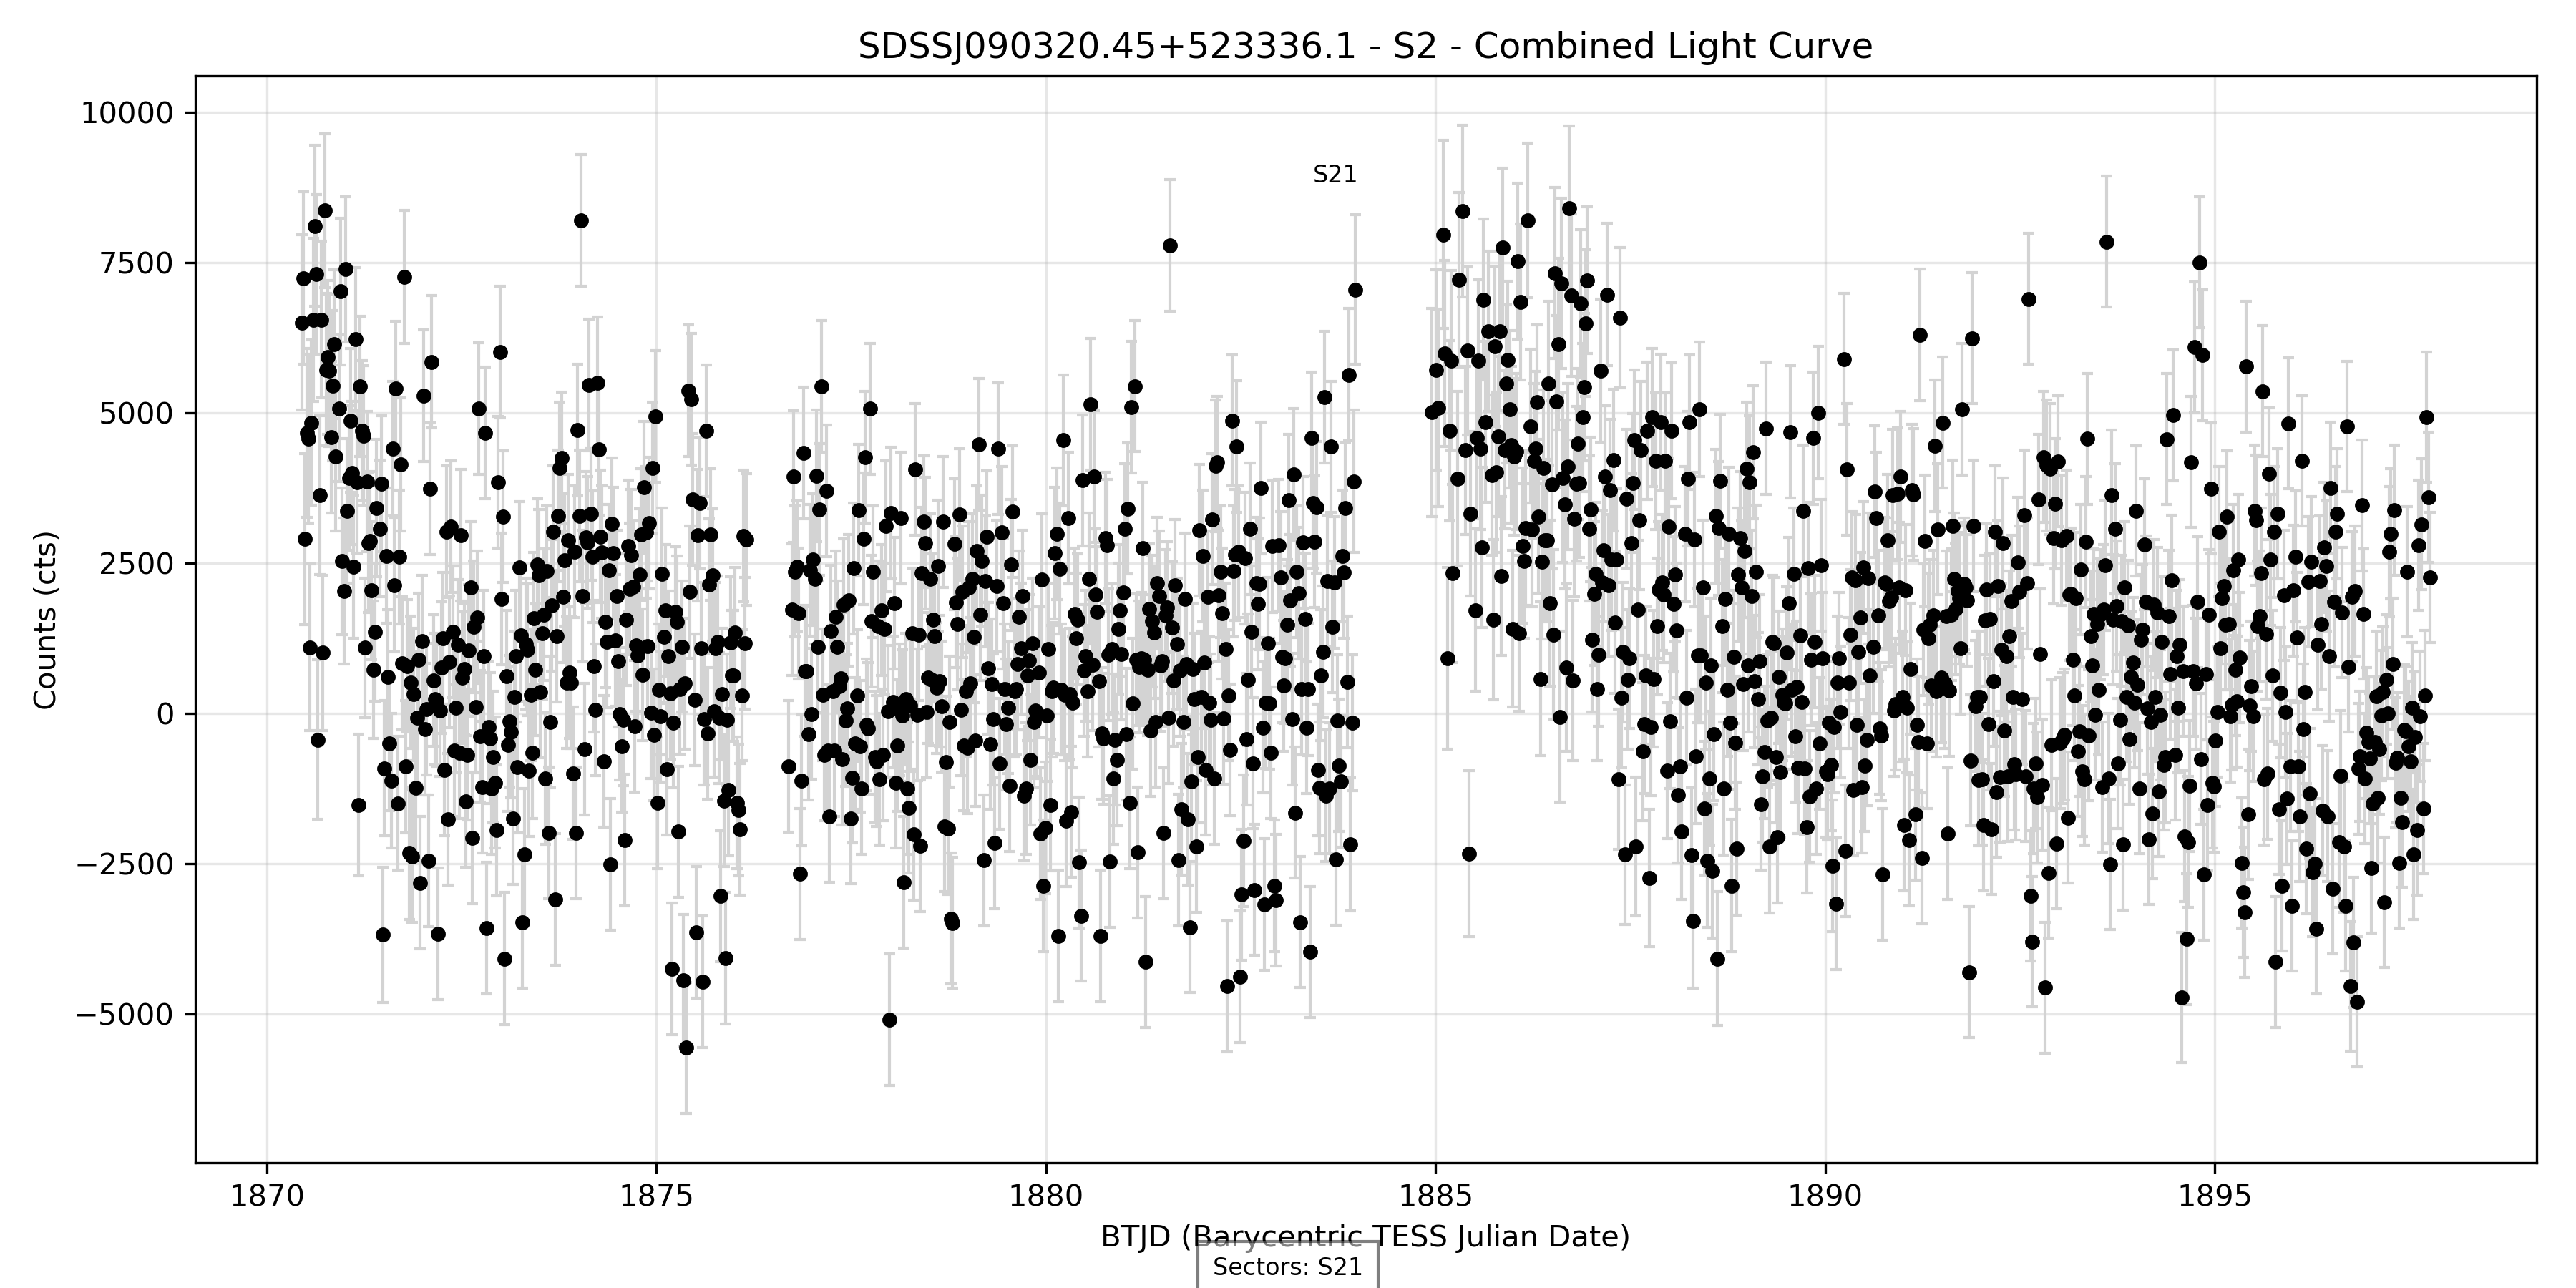 SDSSJ090320.45+523336.1 - S2 - Combined Light Curve
10000
7500
5000
2500
0
−2500
−5000
Counts (cts)
S21
1870
1875
1880
1885
1890
1895
BTJD (Barycentric TESS Julian Date)
Sectors: S21